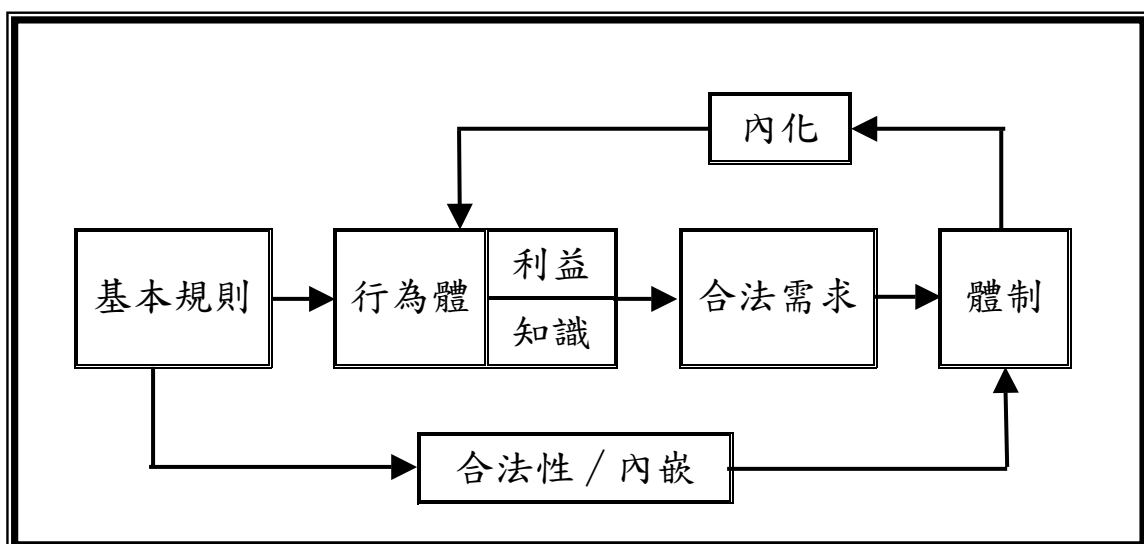 內化
基本規則
行為體
利益
知識
合法需求
體制
合法性／內嵌